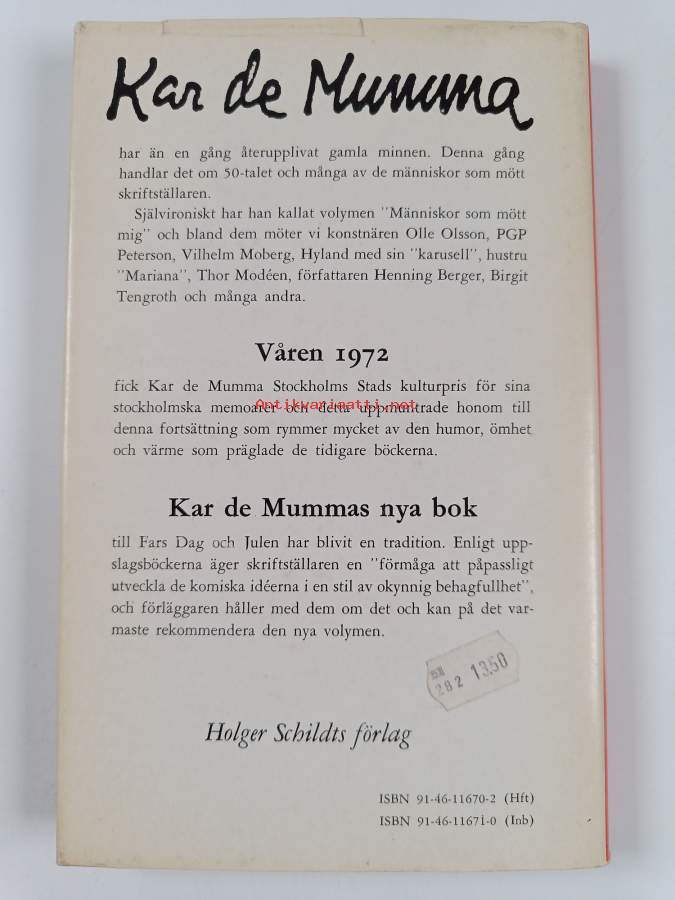 Kar de Mumma
har än en gång återupplivat gamla minnen. Denna gång
handlar det om 50-talet och många av de människor som mött
skriftställaren.
Självironiskt har han kallat volymen "Människor som mött
mig" och bland dem möter vi konstnären Olle Olsson, PGP
Peterson, Vilhelm Moberg, Hyland med sin "karusell", hustru
"Mariana", Thor Modéen, författaren Henning Berger, Birgit
Tengroth och många andra.
Våren 1972
fick Kar de Mumma Stockholms Stads kulturpris för sina
stockholmska memoarer och detta uppmuntrade honom till
Antikvariaatti.net
denna fortsättning som rymmer mycket av den humor, ömhet
och värme som präglade de tidigare böckerna.
Kar de Mummas nya bok
till Fars Dag och Julen har blivit en tradition. Enligt upp-
slagsböckerna äger skriftställaren en "förmåga att påpassligt
utveckla de komiska idéerna i en stil av okynnig behagfullhet",
och förläggaren håller med dem om det och kan på det var-
maste rekommendera den nya volymen.
282 13.50
Holger Schildts förlag
ISBN 91-46-11670-2 (Hft)
ISBN 91-46-11671-0 (Inb)